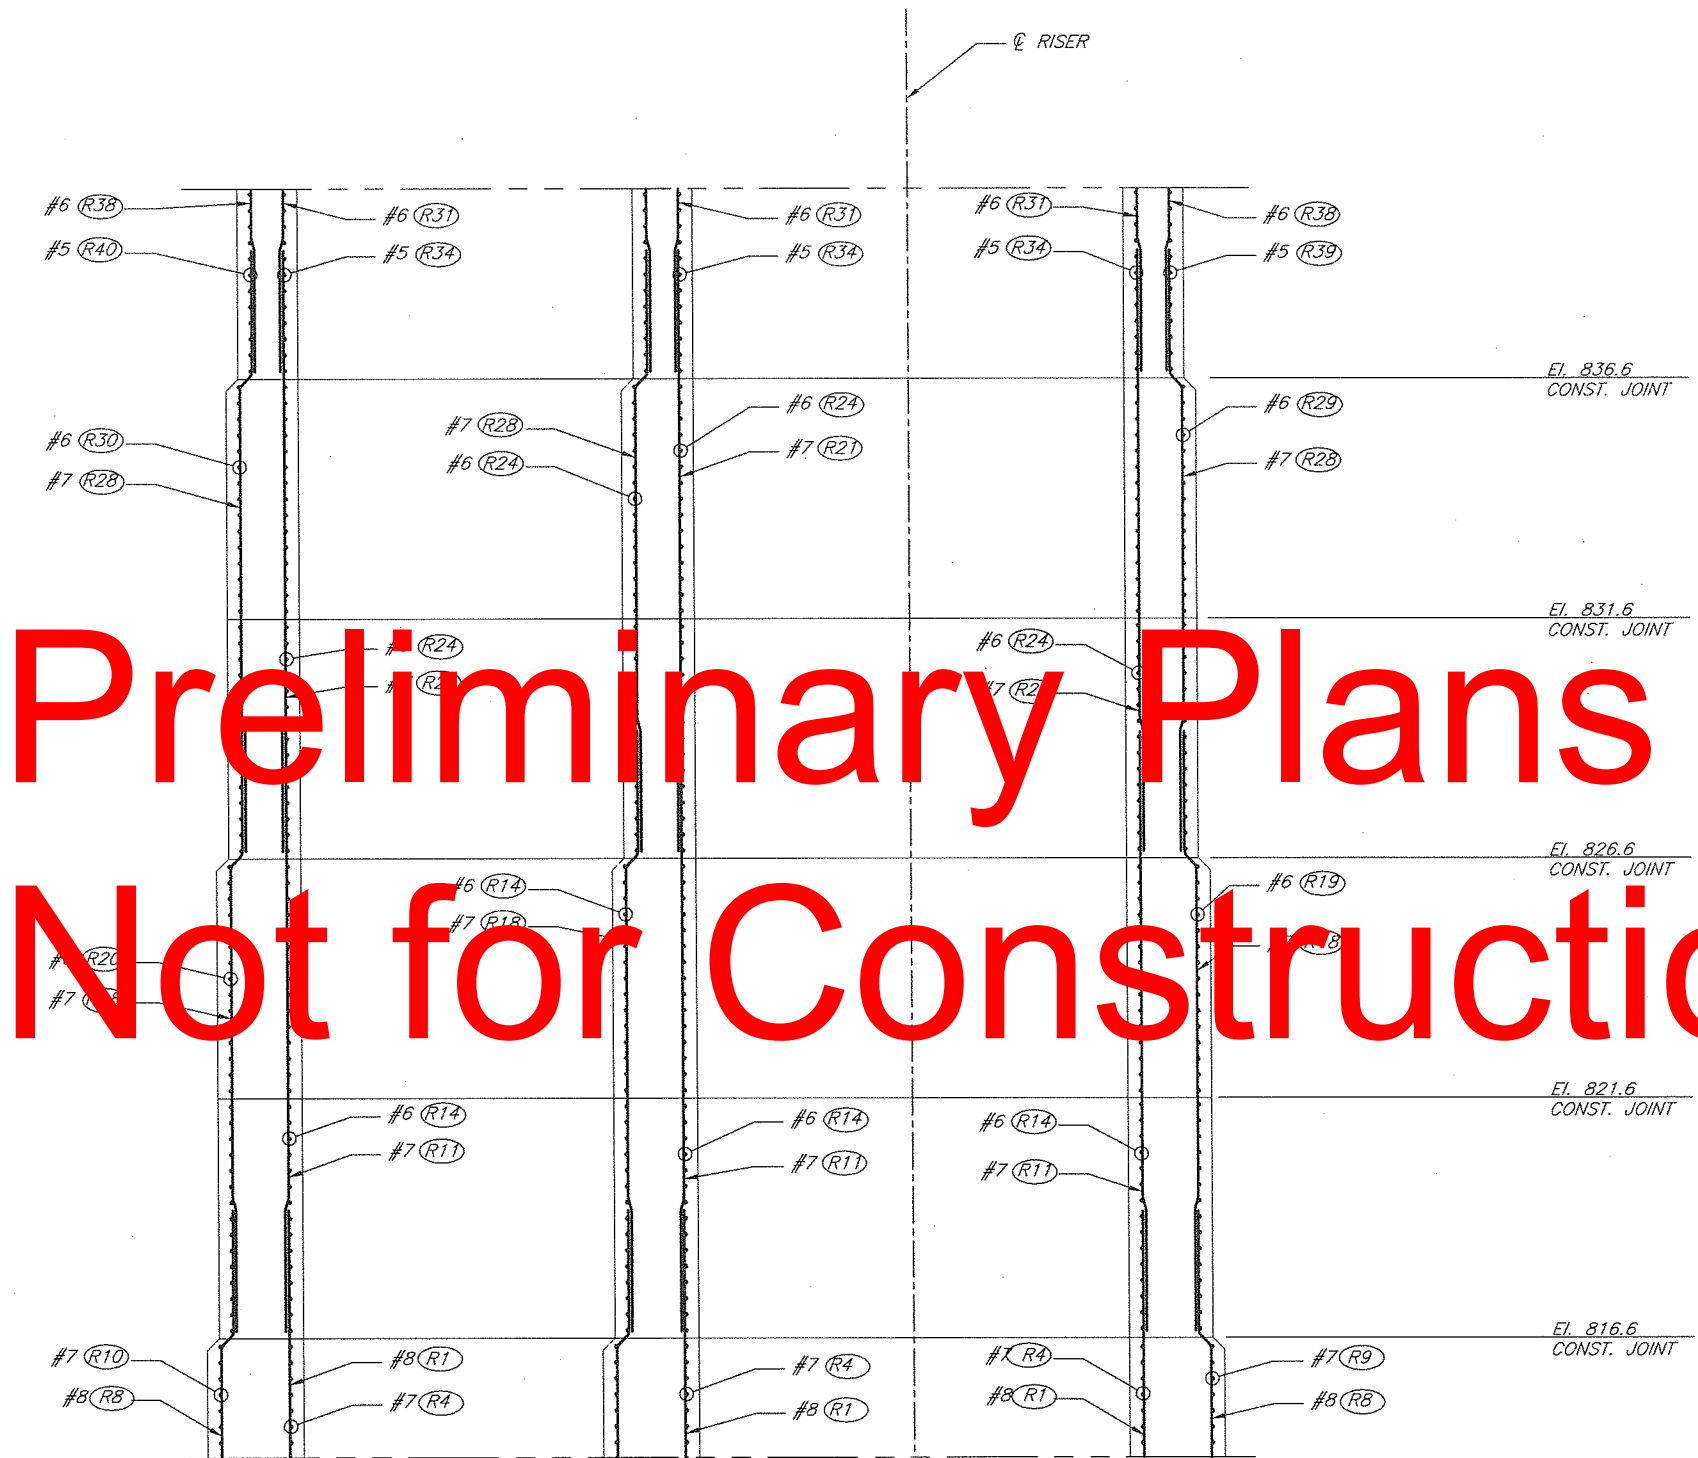 ℄ RISER
#6 R38
#6 R31
#6 R31
#6 R31
#6 R38
#5 R40
#5 R34
#5 R34
#5 R34
#5 R39
El. 836.6
CONST. JOINT
#6 R30
#7 R28
#7 R28
#6 R24
#6 R24
#7 R21
#6 R29
#7 R28
El. 831.6
CONST. JOINT
R24
#6 R24
#7
Preliminary Plans
El. 826.6
CONST. JOINT
#6 R14
#7 R18
#6 R19
R20
#7
Not for
El. 821.6
CONST. JOINT
#6 R14
#7 R11
#6 R14
#7 R11
#6 R14
#7 R11
El. 816.6
CONST. JOINT
#7 R10
#8 R8
#8 R1
#7 R4
#7 R4
#8 R1
#7 R4
#8 R1
#7 R9
#8 R8